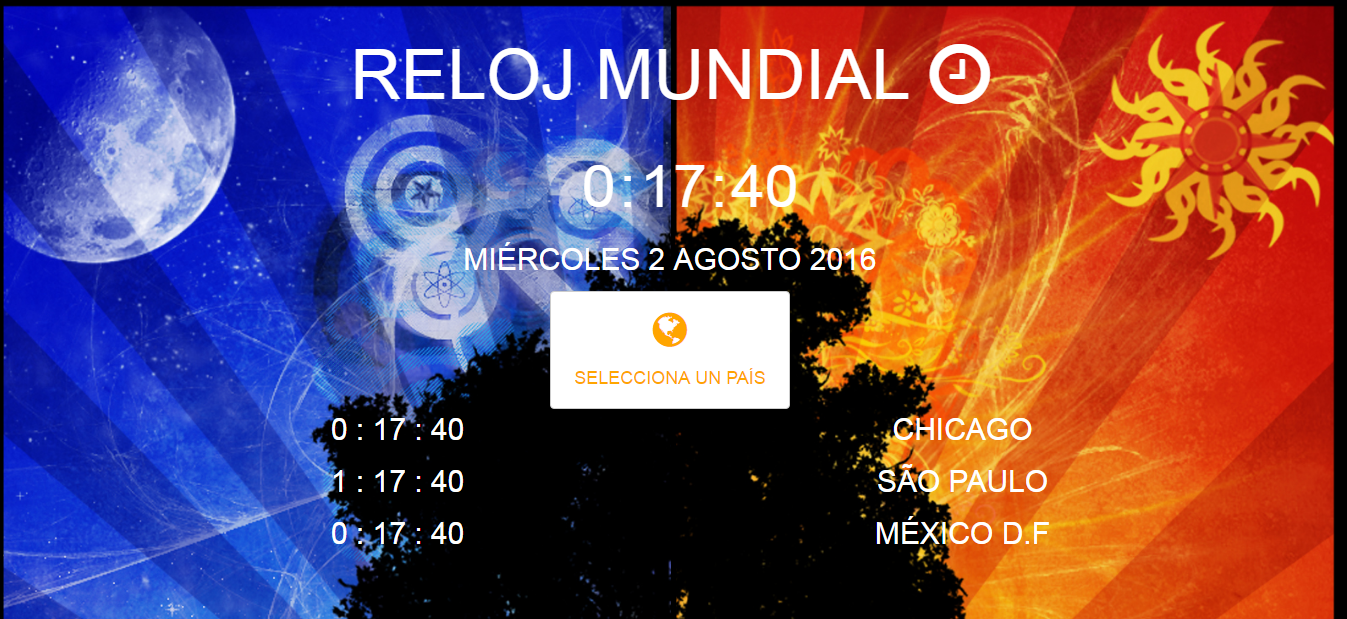 RELOJ MUNDIAL
0:17:40
MIÉRCOLES 2 AGOSTO 2016
SELECCIONA UN PAÍS
0 : 17 : 40 CHICAGO
1 : 17 : 40 SÃO PAULO
0 : 17 : 40 MÉXICO D.F